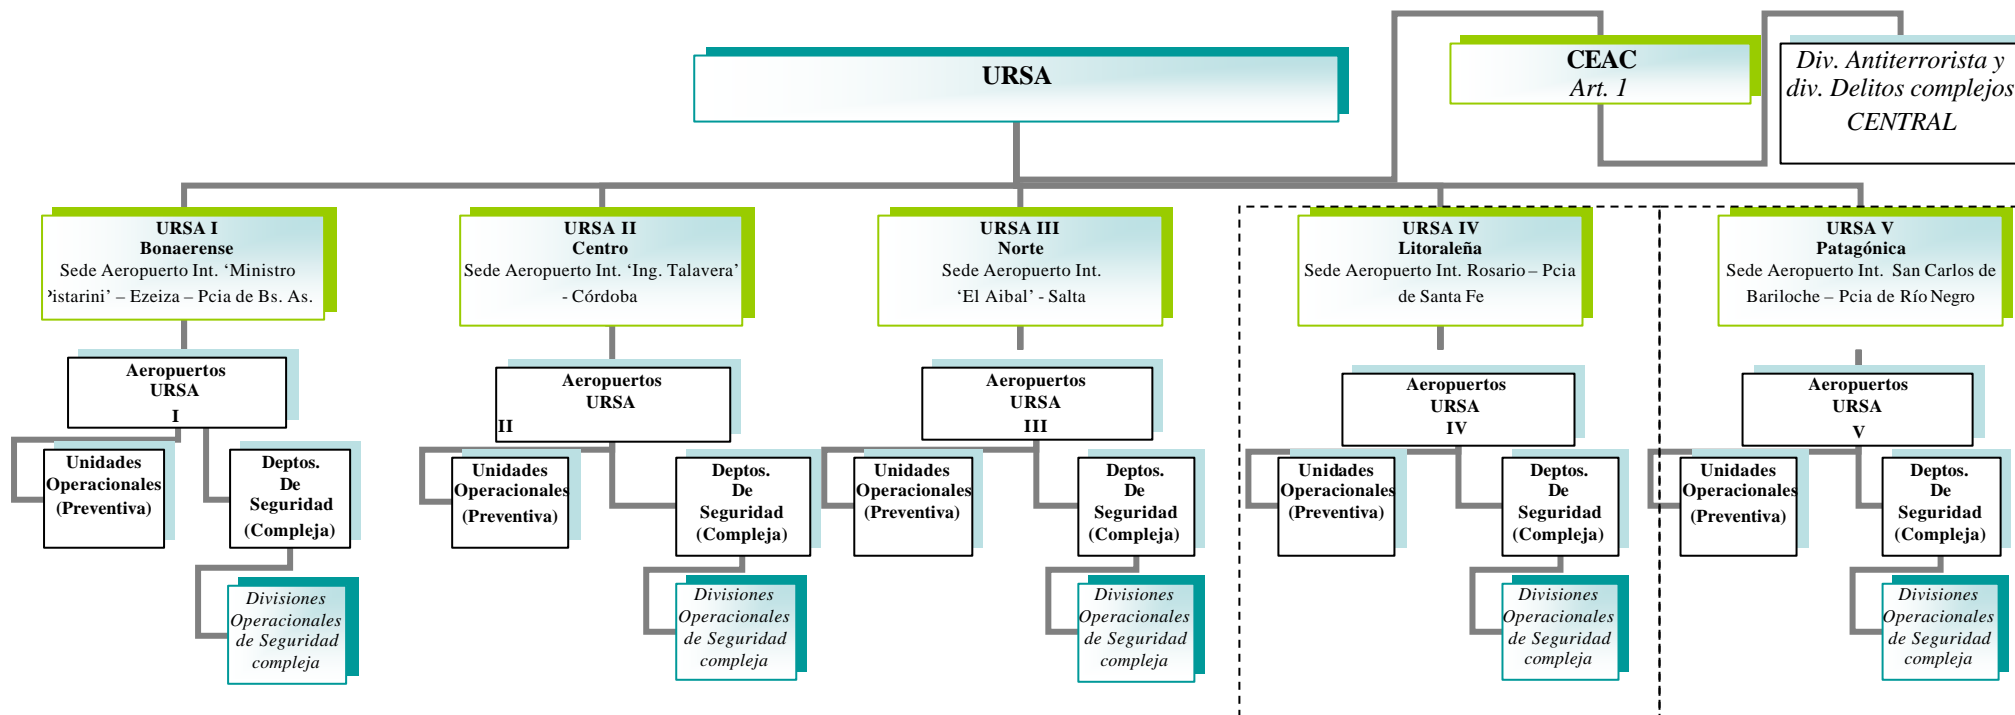 URSA
CEAC
Art. 1
Div. Antiterrorista y
div. Delitos complejos
CENTRAL
URSA I
Bonaerense
Sede Aeropuerto Int. ‘Ministro
Pistarini’ – Ezeiza – Pcia de Bs. As.
URSA II
Centro
Sede Aeropuerto Int. ‘Ing. Talavera’
- Córdoba
URSA III
Norte
Sede Aeropuerto Int.
‘El Aibal’ - Salta
URSA IV
Litoraleña
Sede Aeropuerto Int. Rosario – Pcia
de Santa Fe
URSA V
Patagónica
Sede Aeropuerto Int. San Carlos de
Bariloche – Pcia de Río Negro
Aeropuertos
URSA
I
Aeropuertos
URSA
II
Aeropuertos
URSA
III
Aeropuertos
URSA
IV
Aeropuertos
URSA
V
Unidades
Operacionales
(Preventiva)
Deptos.
De
Seguridad
(Compleja)
Unidades
Operacionales
(Preventiva)
Deptos.
De
Seguridad
(Compleja)
Unidades
Operacionales
(Preventiva)
Deptos.
De
Seguridad
(Compleja)
Unidades
Operacionales
(Preventiva)
Deptos.
De
Seguridad
(Compleja)
Unidades
Operacionales
(Preventiva)
Deptos.
De
Seguridad
(Compleja)
Divisiones
Operacionales
de Seguridad
compleja
Divisiones
Operacionales
de Seguridad
compleja
Divisiones
Operacionales
de Seguridad
compleja
Divisiones
Operacionales
de Seguridad
compleja
Divisiones
Operacionales
de Seguridad
compleja